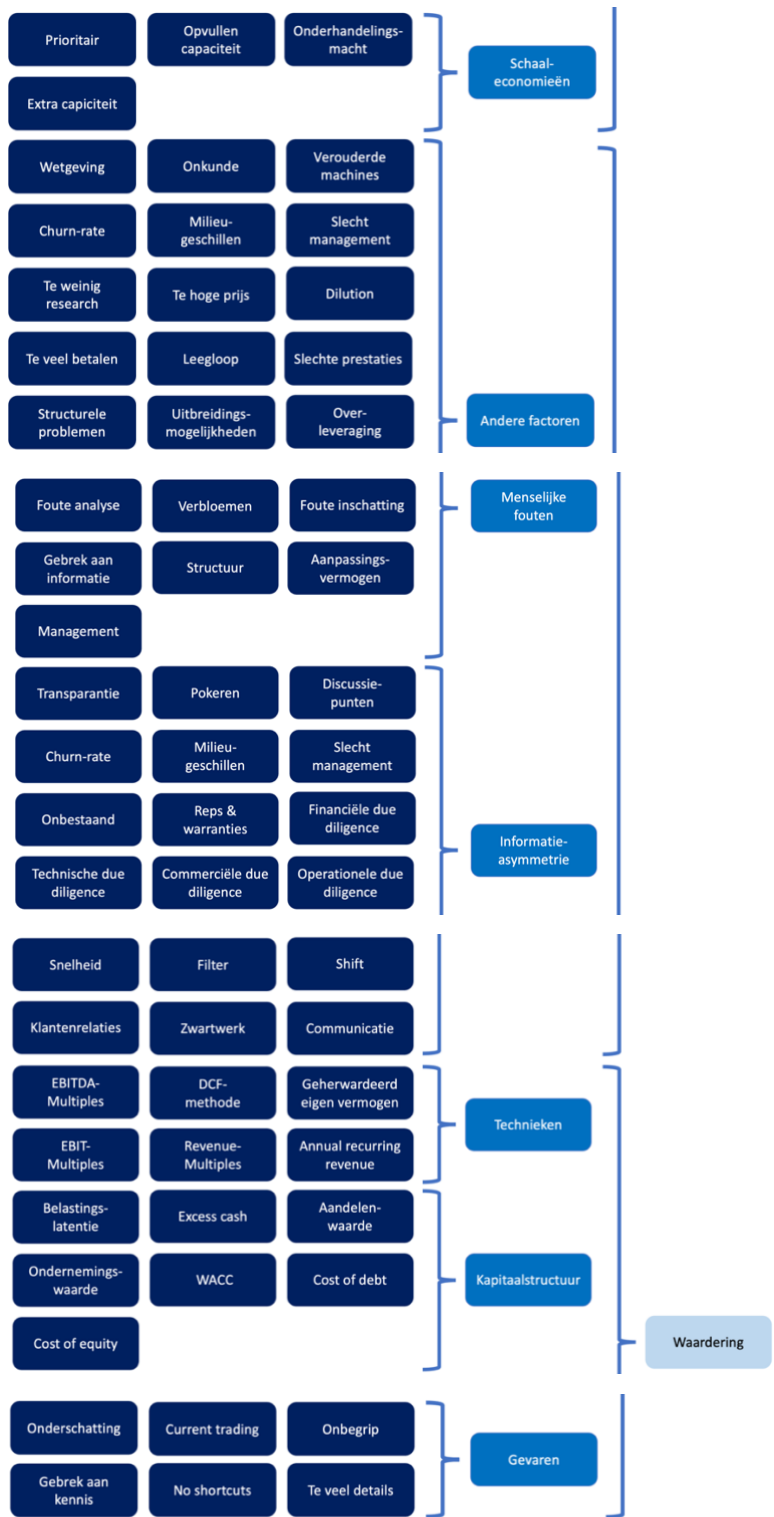 Prioritair
Opvullen
capaciteit
Onderhandelings-
macht
Schaal-
economieën
Extra capiciteit
Wetgeving
Onkunde
Verouderde
machines
Churn-rate
Milieu-
geschillen
Slecht
management
Te weinig
research
Te hoge prijs
Dilution
Te veel betalen
Leegloop
Slechte prestaties
Structurele
problemen
Uitbreidings-
mogelijkheden
Over-
leveraging
Andere factoren
Foute analyse
Verbloemen
Foute inschatting
Menselijke
fouten
Gebrek aan
informatie
Structuur
Aanpassings-
vermogen
Management
Transparantie
Pokeren
Discussie-
punten
Churn-rate
Milieu-
geschillen
Slecht
management
Onbestaand
Reps &
warranties
Financiële due
diligence
Informatie-
asymmetrie
Technische due
diligence
Commerciële due
diligence
Operationele due
diligence
Snelheid
Filter
Shift
Klantenrelaties
Zwartwerk
Communicatie
EBITDA-
Multiples
DCF-
methode
Geherwardeerd
eigen vermogen
Technieken
EBIT-
Multiples
Revenue-
Multiples
Annual recurring
revenue
Belastings-
latentie
Excess cash
Aandelen-
waarde
Ondernemings-
waarde
WACC
Cost of debt
Kapitaalstructuur
Cost of equity
Waardering
Onderschatting
Current trading
Onbegrip
Gevaren
Gebrek aan
kennis
No shortcuts
Te veel details